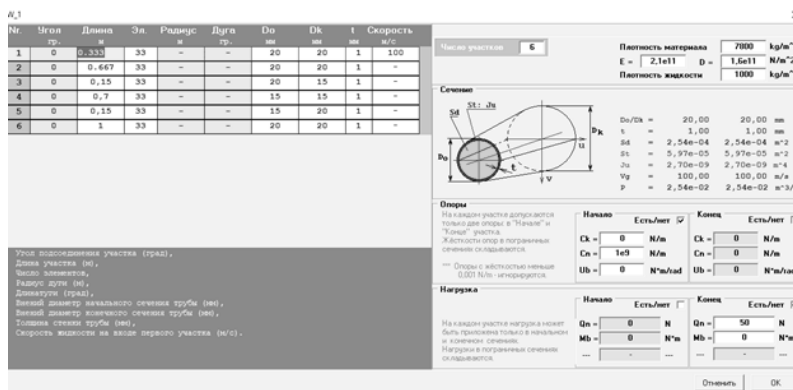 W_1
Nr. Угол Длина Эл. Радиус Дуга Do Dk t Скорость
гр. м м гр. мм мм мм м/с
1 0 0.333 33 - - 20 20 1 100
2 0 0.667 33 - - 20 20 1 -
3 0 0,15 33 - - 20 15 1 -
4 0 0,7 33 - - 15 15 1 -
5 0 0,15 33 - - 15 20 1 -
6 0 1 33 - - 20 20 1 -
Угол подсоединения участка (град),
Длина участка (м),
Число элементов,
Радиус дуги (м),
(град),
Внешний диаметр начального сечения трубы (мм),
Внешний диаметр конечного сечения трубы (мм),
Толщина стенки трубы (мм),
Скорость жидкости на входе первого участка (м/с).
Число участков 6
Плотность материала 7800 kg/m^
E = 2,1e11 D = 1,6e11 N/m^2
Плотность жидкости 1000 kg/m^
Сечение
St: Ju
Sd
Do
Dk
t
u
v
Do/Dk = 20,00 20,00 mm
t = 1,00 1,00 mm
Sd = 2,54e-04 2,54e-04 m^2
St = 5,97e-05 5,97e-05 m^2
Ju = 2,70e-09 2,70e-09 m^4
Vg = 100,00 100,00 m/s
P = 2,54e-02 2,54e-02 m^3/
Опоры
На каждом участке допускаются
только две опоры: в "Начале" и
"Конце" участка.
Жёсткости опор в пограничных
сечениях складываются.
*** Опоры с жёсткостью меньше
0,001 N/m - игнорируются.
Начало Есть/нет
Ck = 0 N/m
Cn = 1e9 N/m
Ub = 0 N*m/rad
Конец Есть/
Ck = 0 N/m
Cn = 0 N/m
Ub = 0 N*m/rad
Нагрузка
На каждом участке нагрузка может
быть приложена только в начальном
и конечном сечениях.
Нагрузки в пограничных сечениях
складываются.
Начало Есть/нет
Qn = 0 N
Mb = 0 N*m
--- - ---
Конец Есть/нет
Qn = 50 N
Mb = 0 N*m
--- - ---
Отменить OK